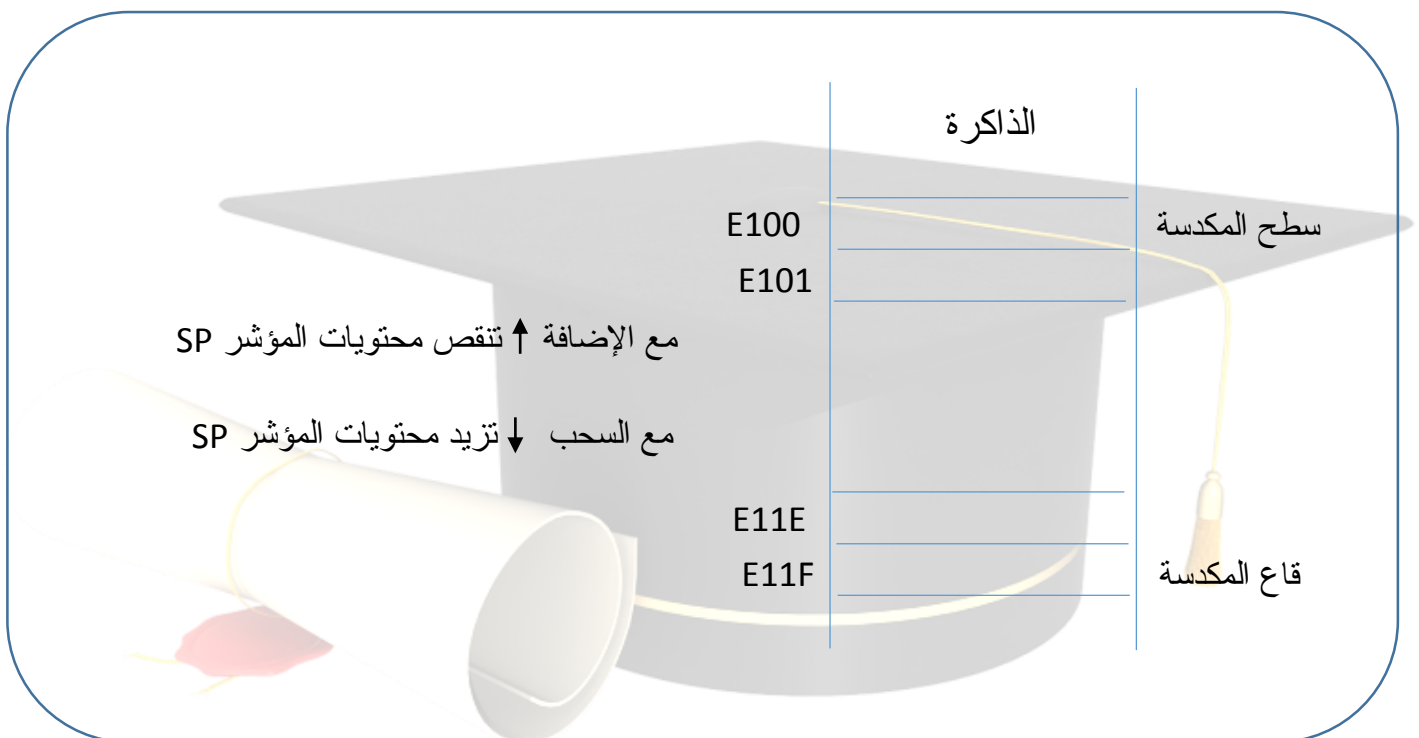 الذاكرة
E100 سطح المكدسة
E101
مع الإضافة ↑ تنقص محتويات المؤشر SP
مع السحب ↓ تزيد محتويات المؤشر SP
E11E
E11F قاع المكدسة